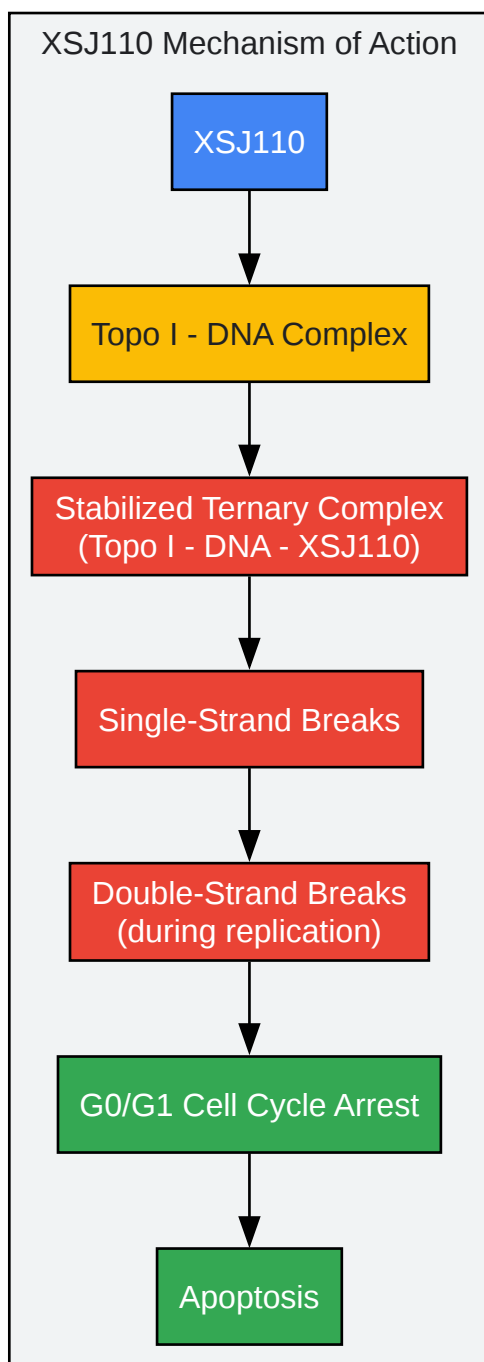 XSJ110 Mechanism of Action
XSJ110
Topo I - DNA Complex
Stabilized Ternary Complex
(Topo I - DNA - XSJ110)
Single-Strand Breaks
Double-Strand Breaks
(during replication)
G0/G1 Cell Cycle Arrest
Apoptosis